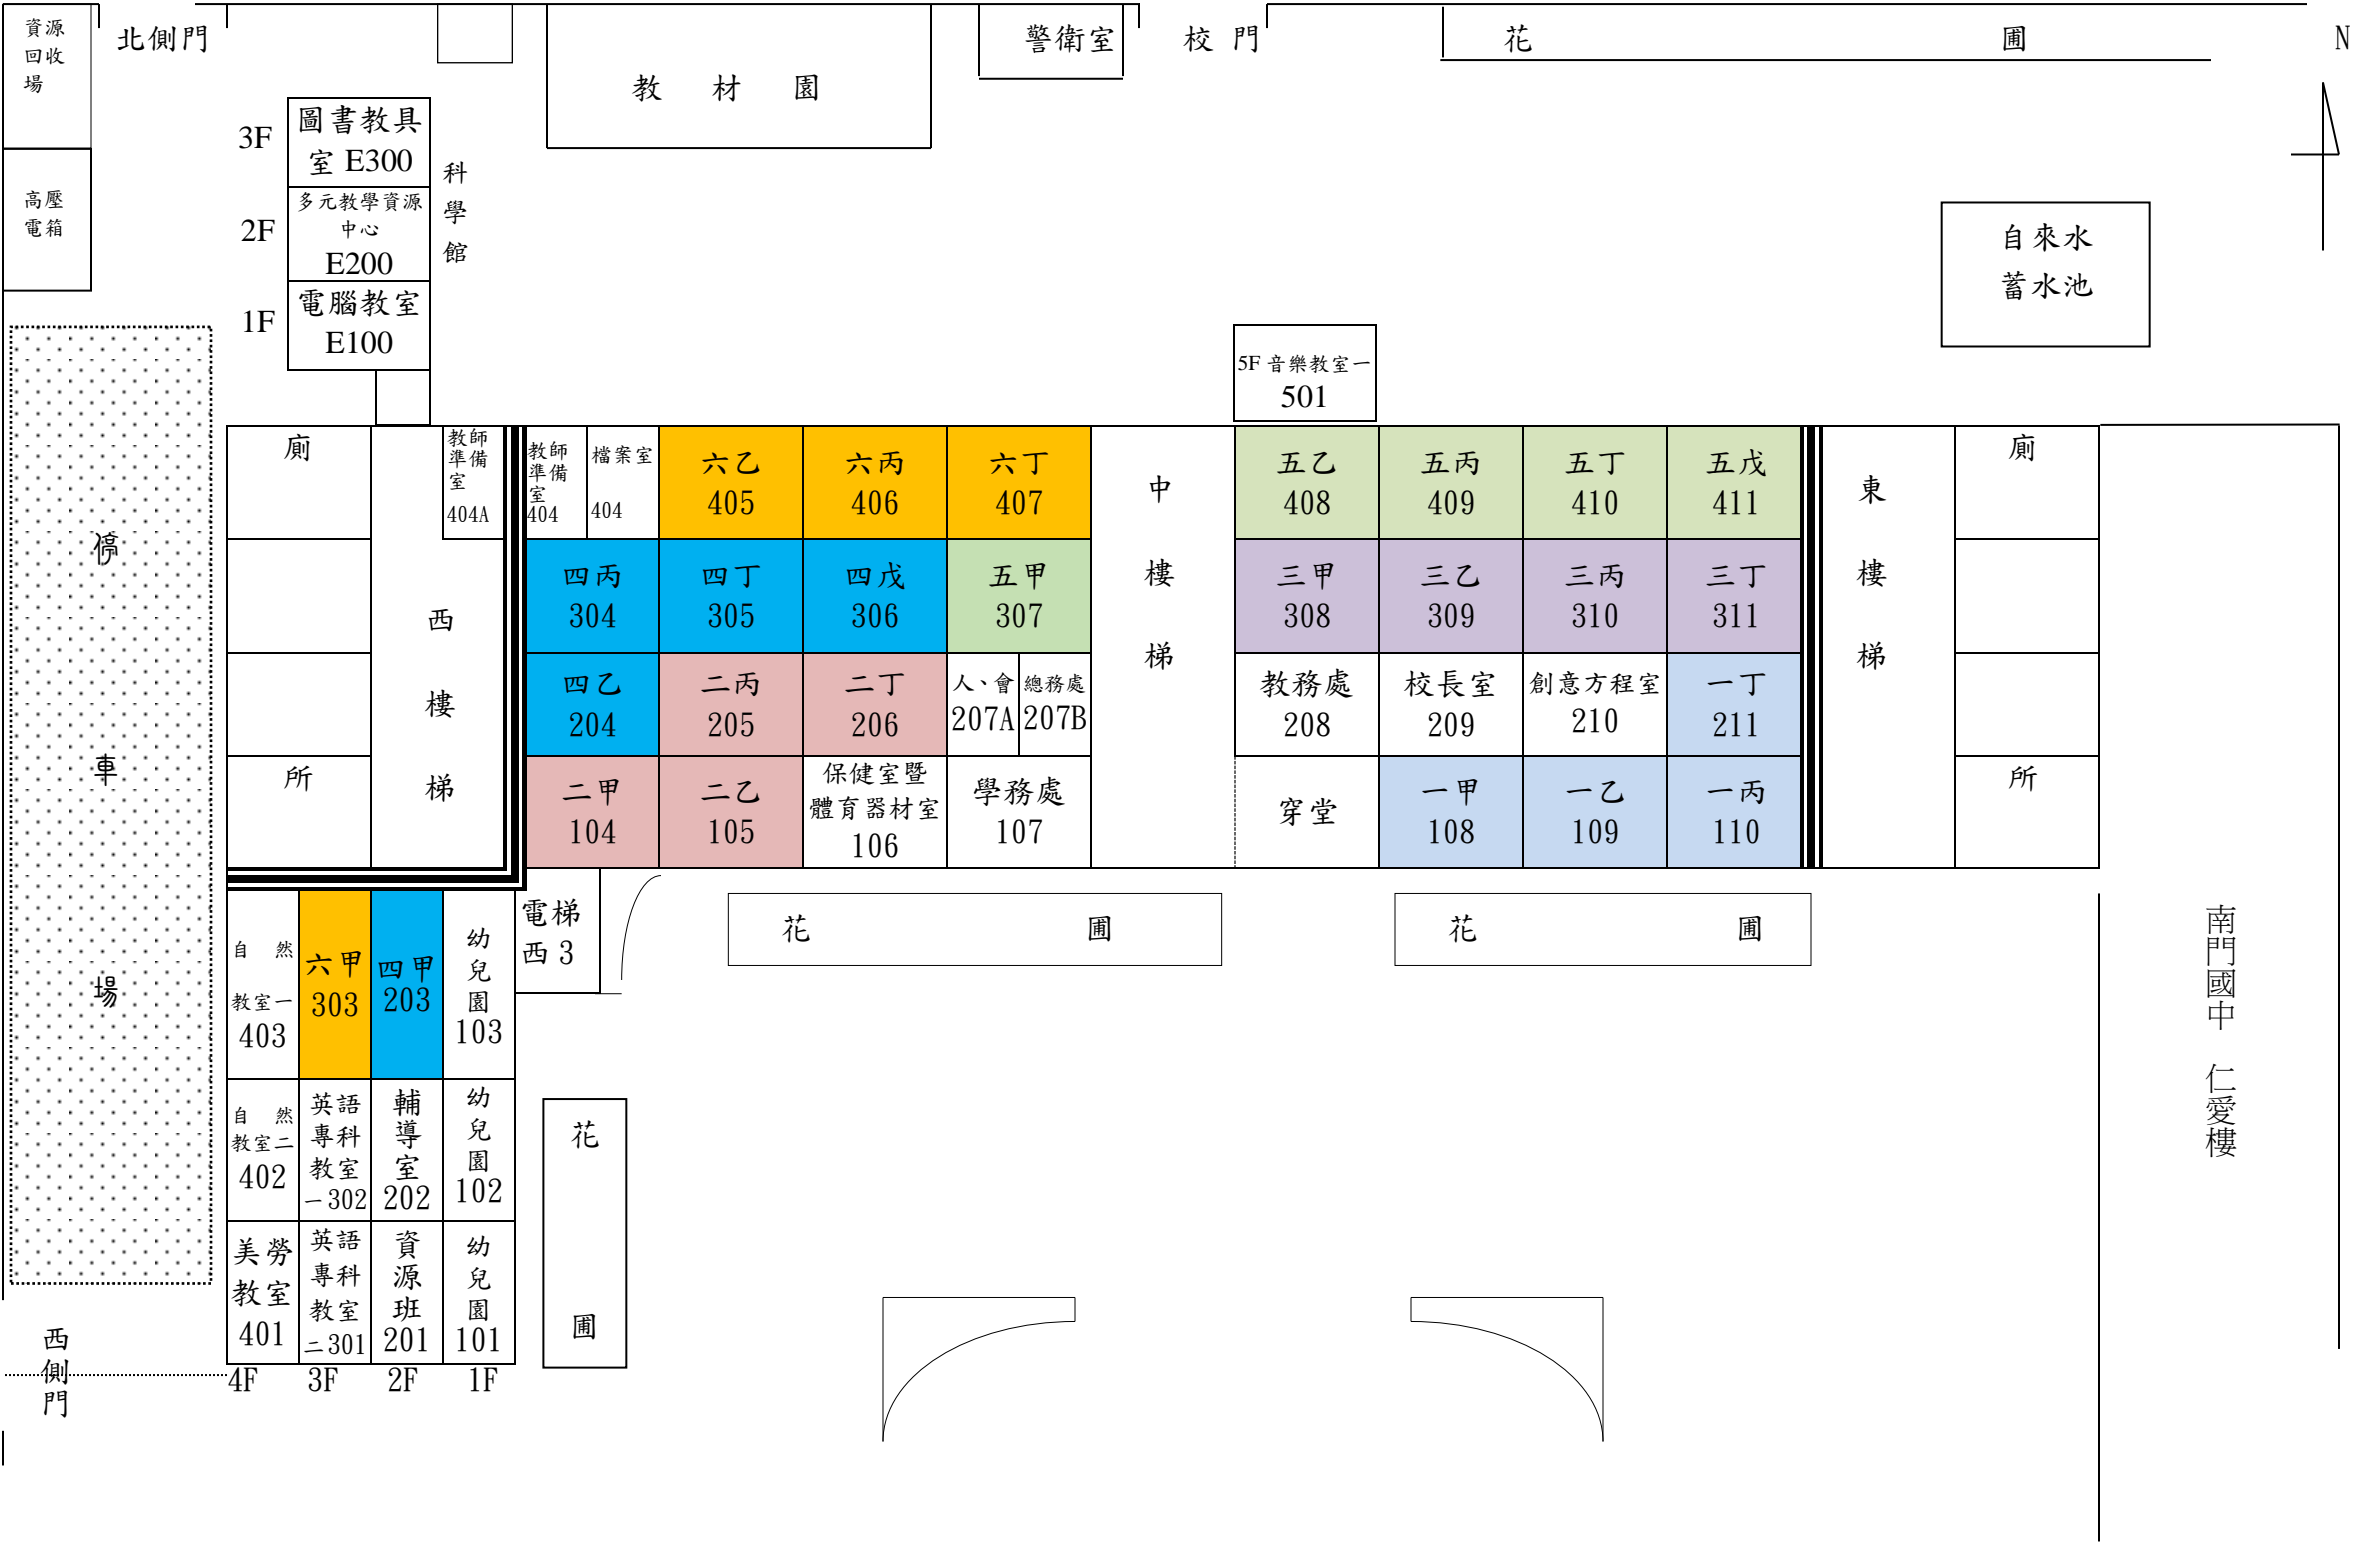 資源
回收
場
北側門
警衛室
校 門
花 圃
N
教 材 園
高壓
電箱
3F
圖書教具
室 E300
2F
多元教學資源
中心
E200
1F
電腦教室
E100
科
學
館
自來水
蓄水池
5F 音樂教室一
501
停
車
場
廁
所
西
樓
梯
教師
準備
室
404A
教師
準備
室
404
檔案室
404
六乙
405
六丙
406
六丁
407
中
樓
梯
五乙
408
五丙
409
五丁
410
五戊
411
東
樓
梯
廁
所
四丙
304
四丁
305
四戊
306
五甲
307
三甲
308
三乙
309
三丙
310
三丁
311
四乙
204
二丙
205
二丁
206
人、會
207A
總務處
207B
教務處
208
校長室
209
創意方程室
210
一丁
211
二甲
104
二乙
105
保健室暨
體育器材室
106
學務處
107
穿堂
一甲
108
一乙
109
一丙
110
自 然
教室一
403
六甲
303
四甲
203
幼
兒
園
103
電梯
西 3
花 圃
花 圃
自 然
教室二
402
英語
專科
教室
一302
輔
導
室
202
幼
兒
園
102
美勞
教室
401
英語
專科
教室
二301
資
源
班
201
幼
兒
園
101
4F
3F
2F
1F
花
圃
西
側
門
南門國中 仁愛樓